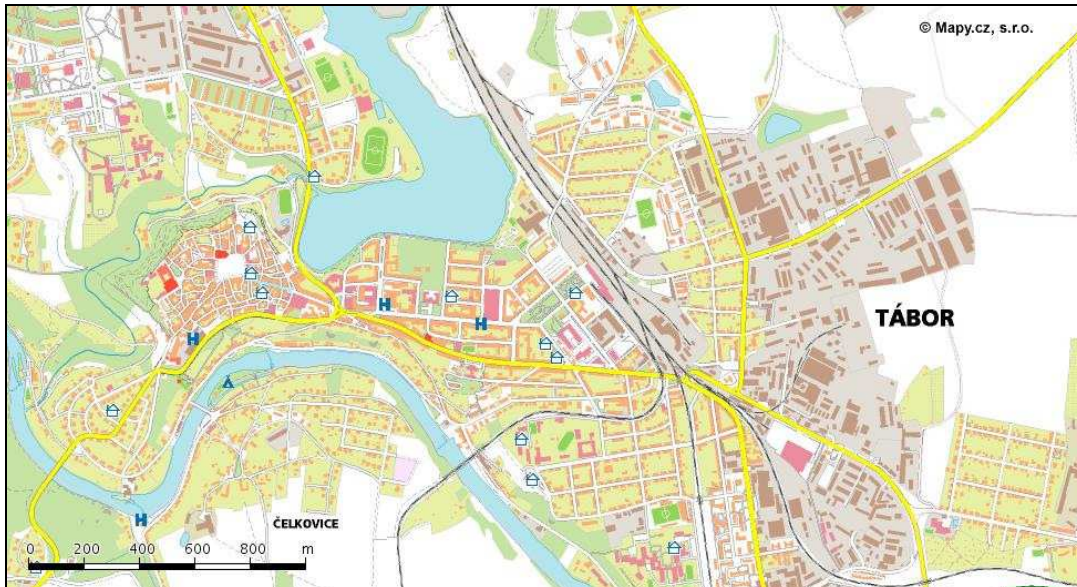 © Mapy.cz, s.r.o.
H
TÁBOR
H
H
H
ČELKOVICE
0 200 400 600 800 m